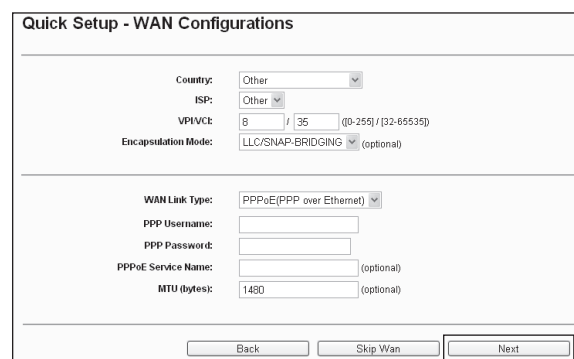 Quick Setup - WAN Configurations
Country: Other
ISP: Other
VPI/VCI: 8 / 35 ([0-255] / [32-65535])
Encapsulation Mode: LLC/SNAP-BRIDGING (optional)
WAN Link Type: PPPoE(PPP over Ethernet)
PPP Username:
PPP Password:
PPPoE Service Name: (optional)
MTU (bytes): 1480 (optional)
Back Skip Wan Next